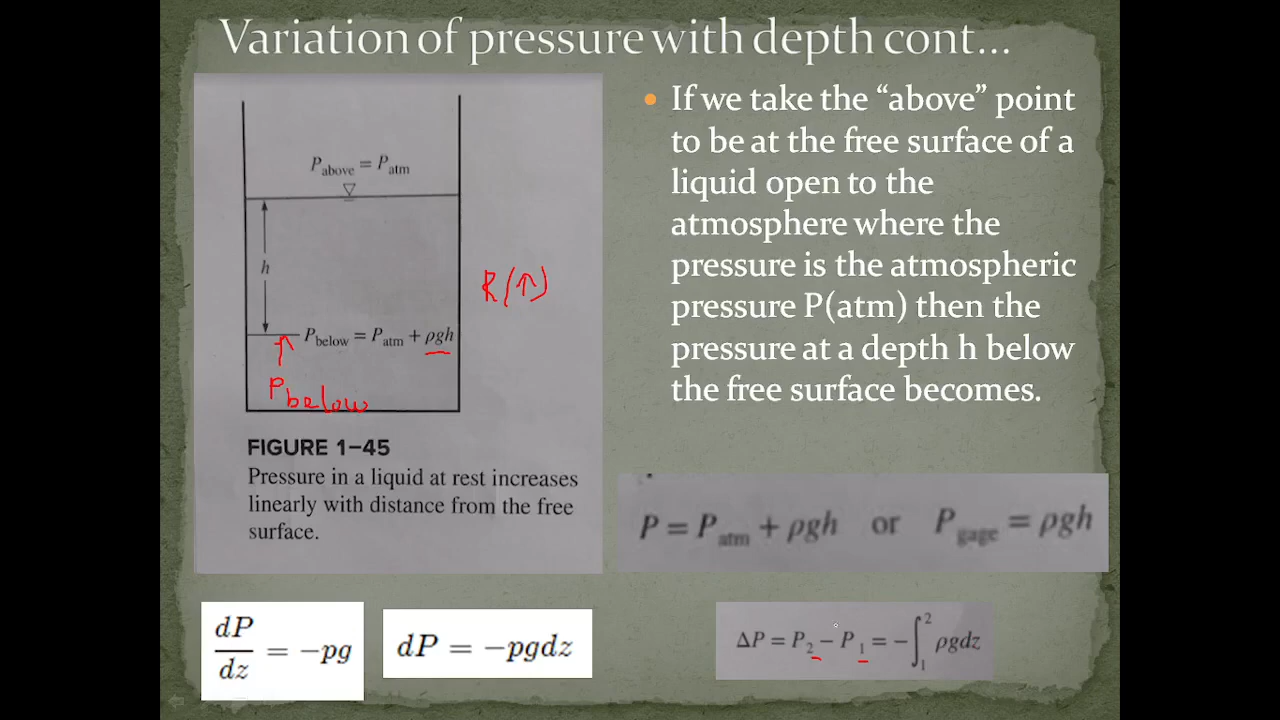 Variation of pressure with depth cont...
P_above = P_atm
h
P_below = P_atm + ρgh
P below
R(↑)
FIGURE 1–45
Pressure in a liquid at rest increases
linearly with distance from the free
surface.
• If we take the “above” point
to be at the free surface of a
liquid open to the
atmosphere where the
pressure is the atmospheric
pressure P(atm) then the
pressure at a depth h below
the free surface becomes.
P = P_atm + ρgh or P_gage = ρgh
dP/dz = −pg
dP = −pgdz
ΔP = P_2 − P_1 = −∫_1^2 ρgdz